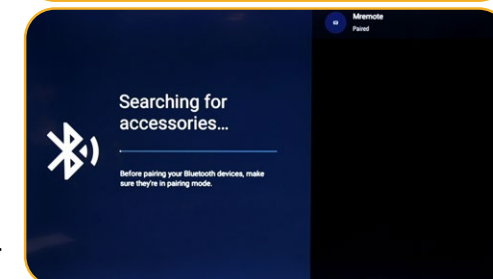 Mremote
Paired
Searching for
accessories...
Before pairing your Bluetooth devices, make
sure they're in pairing mode.